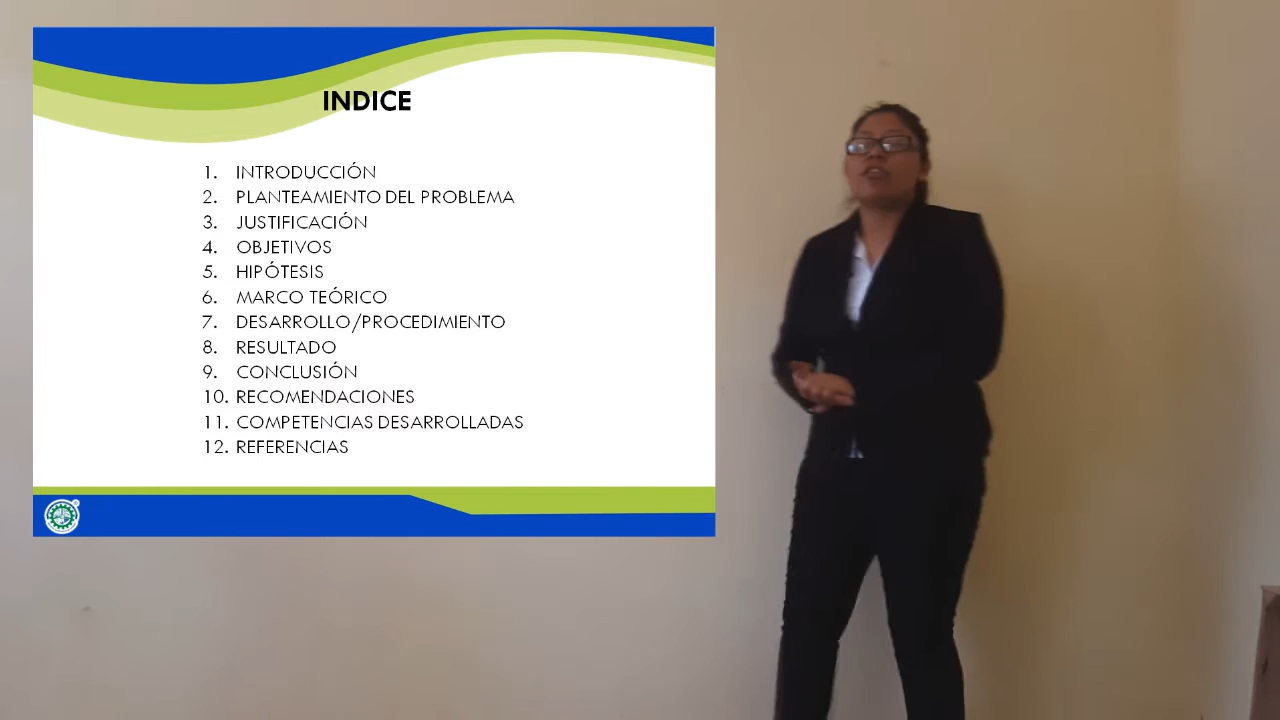 INDICE
1. INTRODUCCIÓN
2. PLANTEAMIENTO DEL PROBLEMA
3. JUSTIFICACIÓN
4. OBJETIVOS
5. HIPÓTESIS
6. MARCO TEÓRICO
7. DESARROLLO/PROCEDIMIENTO
8. RESULTADO
9. CONCLUSIÓN
10. RECOMENDACIONES
11. COMPETENCIAS DESARROLLADAS
12. REFERENCIAS